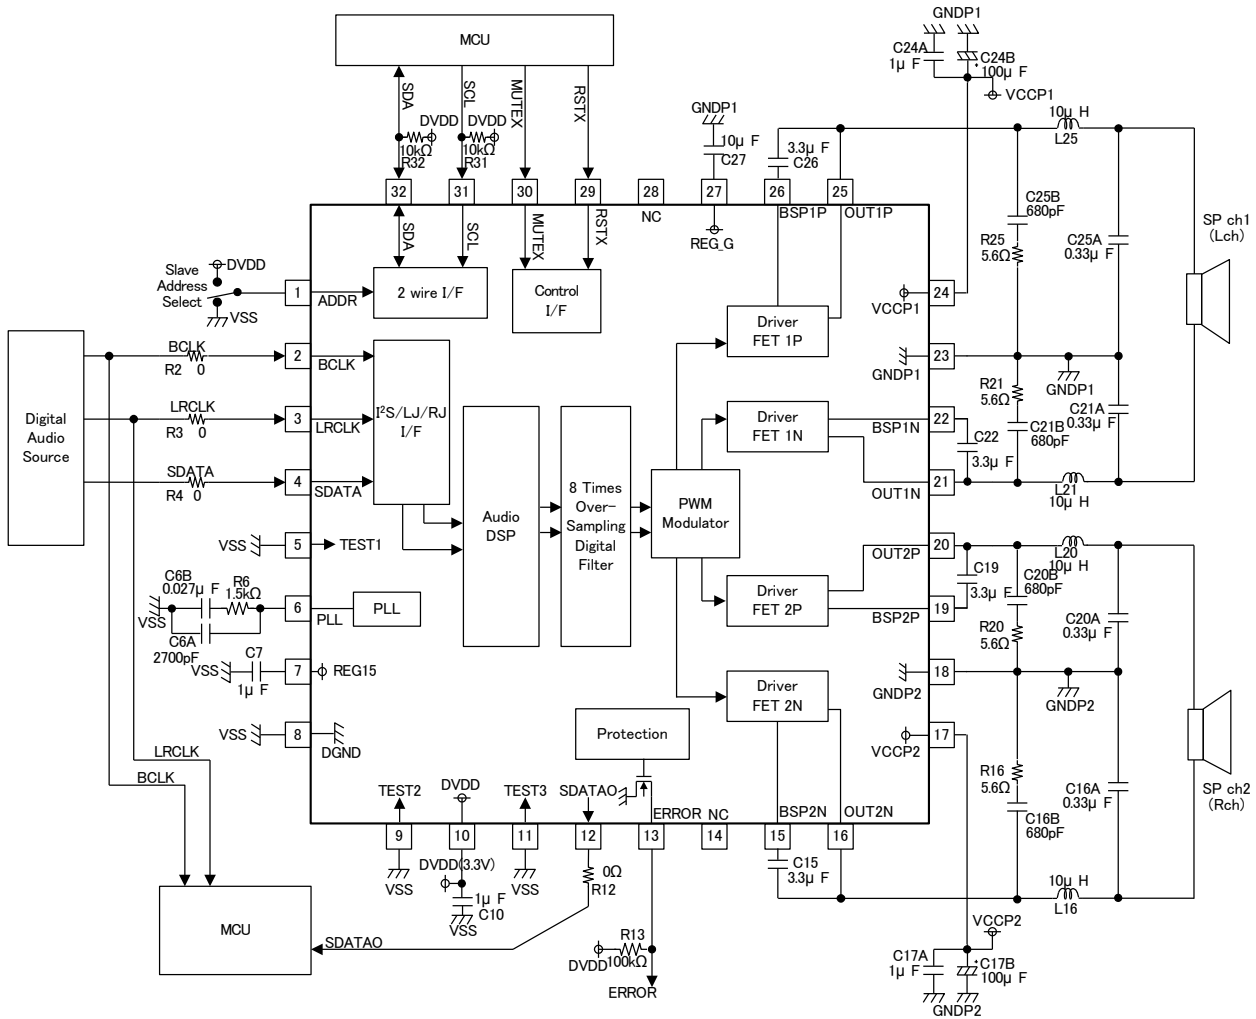 MCU
GNDP1
C24A
1μ F
C24B
100μ F
VCCP1
SDA
SCL
MUTEX
RSTX
DVDD
DVDD
10kΩ
R32
10kΩ
R31
GNDP1
10μ F
C27
3.3μ F
C26
10μ H
L25
32
31
30
29
28
27
26
25
NC
REG_G
BSP1P
OUT1P
SDA
SCL
MUTEX
RSTX
C25B
680pF
R25
5.6Ω
C25A
0.33μ F
SP ch1
(Lch)
Slave
Address
Select
DVDD
VSS
1
ADDR
2 wire I/F
Control
I/F
24
VCCP1
Driver
FET 1P
BCLK
R2 0
2
BCLK
23
GNDP1
GNDP1
Digital
Audio
Source
LRCLK
R3 0
3
LRCLK
I²S/LJ/RJ
I/F
Driver
FET 1N
22
BSP1N
R21
5.6Ω
C21B
680pF
C21A
0.33μ F
C22
3.3μ F
SDATA
R4 0
4
SDATA
21
OUT1N
L21
10μ H
Audio
DSP
8 Times
Over-
Sampling
Digital
Filter
PWM
Modulator
VSS
5
TEST1
20
OUT2P
L20
10μ H
C19
3.3μ F
C20B
680pF
C6B
0.027μ F
R6
1.5kΩ
VSS
C6A
2700pF
6
PLL
PLL
Driver
FET 2P
19
BSP2P
R20
5.6Ω
C20A
0.33μ F
C7
VSS
1μ F
7
REG15
18
GNDP2
GNDP2
Driver
FET 2N
VSS
8
DGND
Protection
17
VCCP2
LRCLK
BCLK
R16
5.6Ω
C16B
680pF
C16A
0.33μ F
SP ch2
(Rch)
TEST2
DVDD
TEST3
SDATAO
ERROR
NC
BSP2N
OUT2N
9
10
11
12
13
14
15
16
VSS
DVDD(3.3V)
1μ F
C10
VSS
VSS
0Ω
R12
C15
3.3μ F
10μ H
L16
MCU
SDATAO
R13
100kΩ
DVDD
ERROR
VCCP2
C17A
1μ F
C17B
100μ F
GNDP2